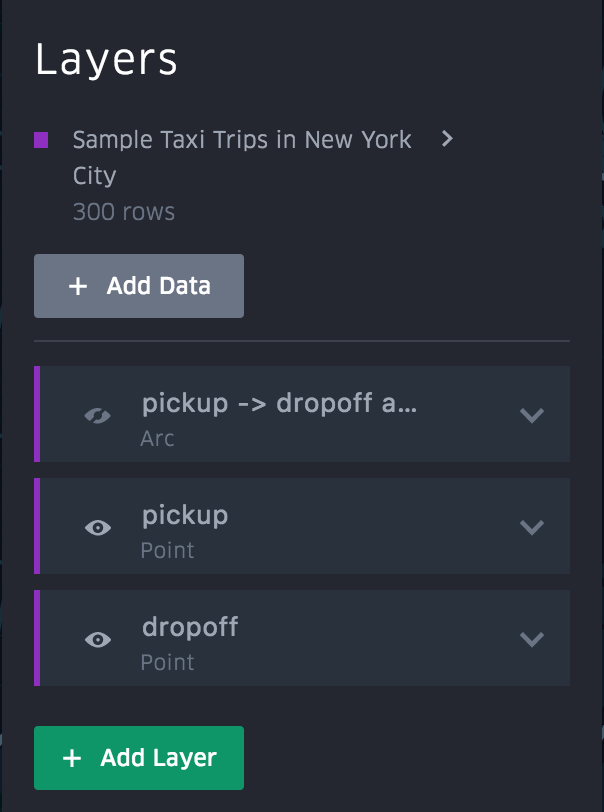 Layers
Sample Taxi Trips in New York
City
300 rows
+ Add Data
pickup -> dropoff a...
Arc
pickup
Point
dropoff
Point
+ Add Layer